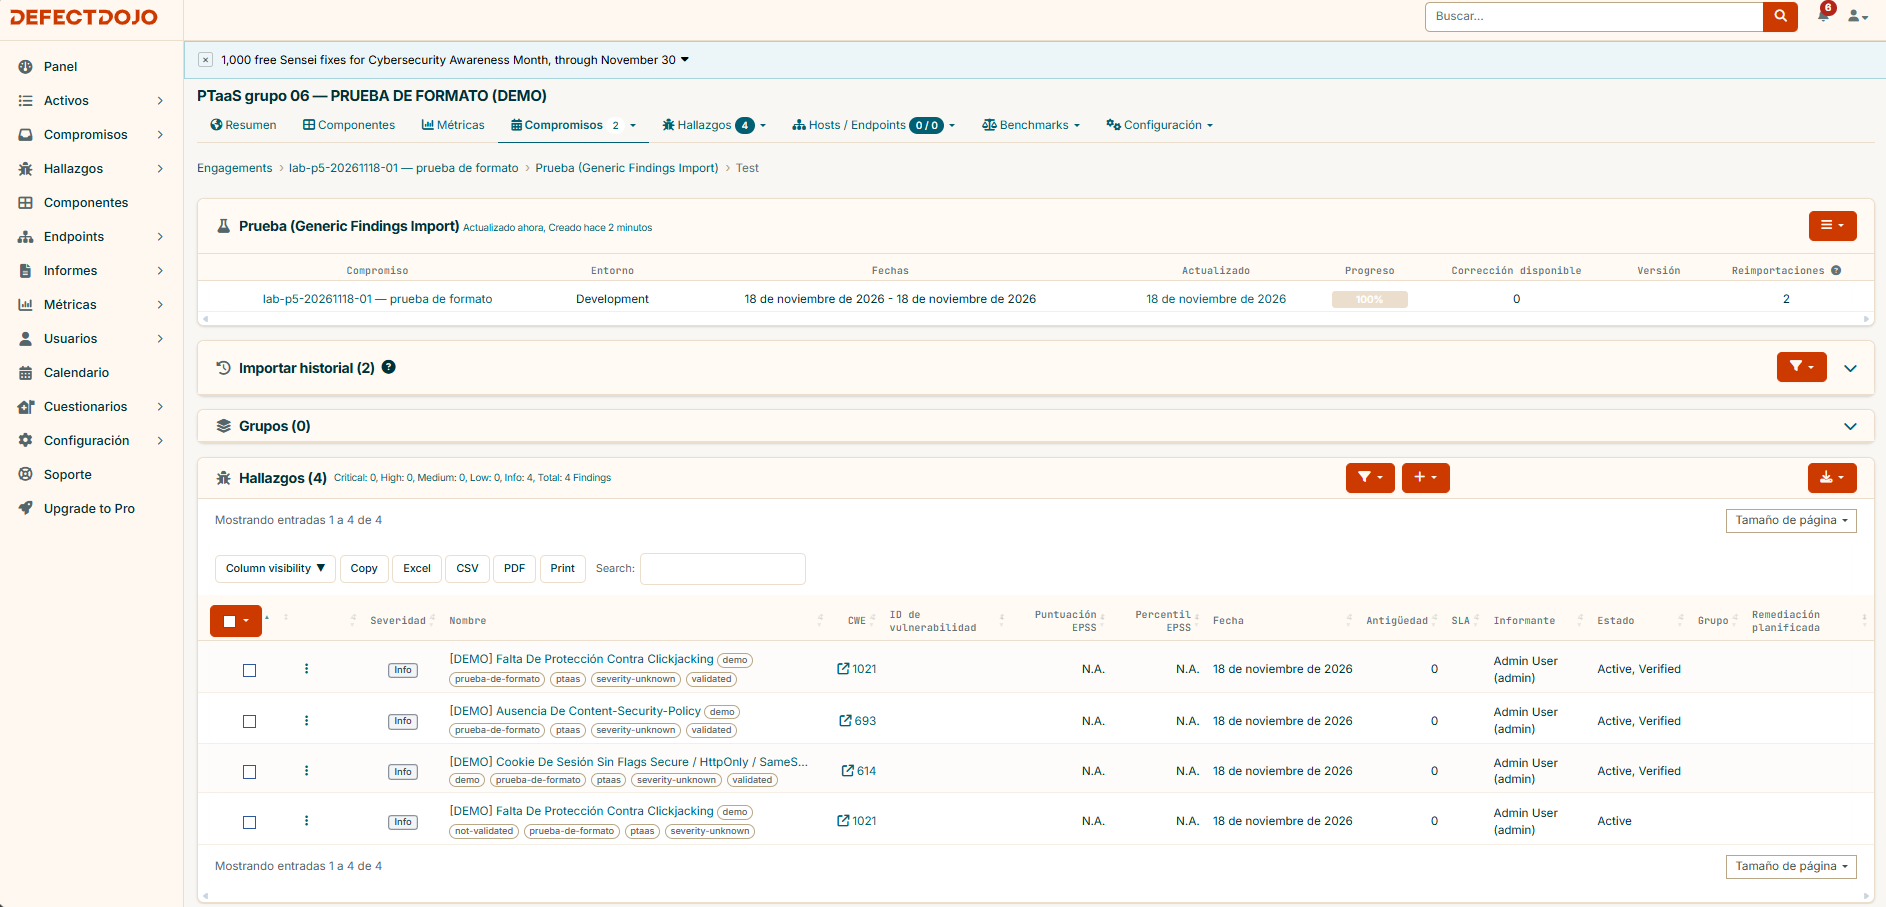 DEFECTDOJO
Buscar...
6
Panel
Activos
Compromisos
Hallazgos
Componentes
Endpoints
Informes
Métricas
Usuarios
Calendario
Cuestionarios
Configuración
Soporte
Upgrade to Pro
× 1,000 free Sensei fixes for Cybersecurity Awareness Month, through November 30
PTaaS grupo 06 — PRUEBA DE FORMATO (DEMO)
Resumen Componentes Métricas Compromisos 2 Hallazgos 4 Hosts / Endpoints 0 / 0 Benchmarks Configuración
Engagements › lab-p5-20261118-01 — prueba de formato › Prueba (Generic Findings Import) › Test
Prueba (Generic Findings Import) Actualizado ahora, Creado hace 2 minutos
Compromiso Entorno Fechas Actualizado Progreso Corrección disponible Versión Reimportaciones ?
lab-p5-20261118-01 — prueba de formato Development 18 de noviembre de 2026 - 18 de noviembre de 2026 18 de noviembre de 2026 100% 0 2
Importar historial (2) ?
Grupos (0)
Hallazgos (4) Critical: 0, High: 0, Medium: 0, Low: 0, Info: 4, Total: 4 Findings
Mostrando entradas 1 a 4 de 4
Tamaño de página
Column visibility ▼ Copy Excel CSV PDF Print Search:
Severidad Nombre CWE ID de vulnerabilidad Puntuación EPSS Percentil EPSS Fecha Antigüedad SLA Informante Estado Grupo Remediación planificada
Info [DEMO] Falta De Protección Contra Clickjacking demo 1021 N.A. N.A. 18 de noviembre de 2026 0 Admin User (admin) Active, Verified
prueba-de-formato ptaas severity-unknown validated
Info [DEMO] Ausencia De Content-Security-Policy demo 693 N.A. N.A. 18 de noviembre de 2026 0 Admin User (admin) Active, Verified
prueba-de-formato ptaas severity-unknown validated
Info [DEMO] Cookie De Sesión Sin Flags Secure / HttpOnly / SameS... 614 N.A. N.A. 18 de noviembre de 2026 0 Admin User (admin) Active, Verified
demo prueba-de-formato ptaas severity-unknown validated
Info [DEMO] Falta De Protección Contra Clickjacking demo 1021 N.A. N.A. 18 de noviembre de 2026 0 Admin User (admin) Active
not-validated prueba-de-formato ptaas severity-unknown
Mostrando entradas 1 a 4 de 4
Tamaño de página